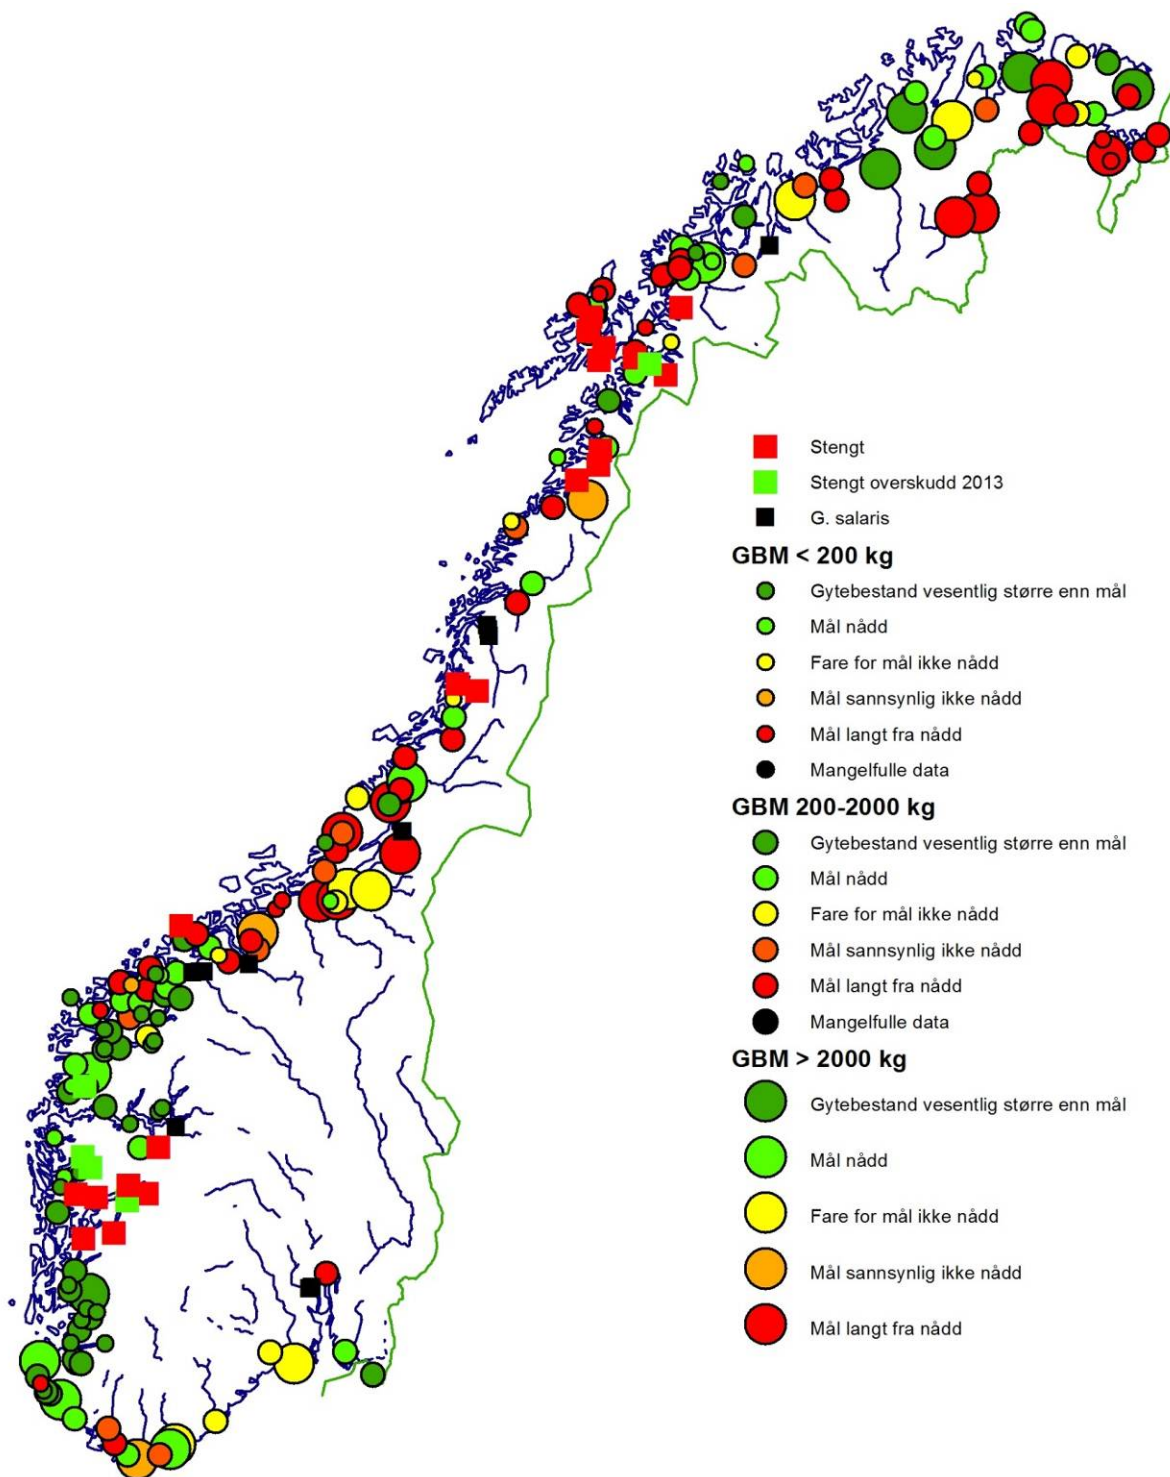 Stengt
Stengt overskudd 2013
G. salaris
GBM < 200 kg
Gytebestand vesentlig større enn mål
Mål nådd
Fare for mål ikke nådd
Mål sannsynlig ikke nådd
Mål langt fra nådd
Mangelfulle data
GBM 200-2000 kg
Gytebestand vesentlig større enn mål
Mål nådd
Fare for mål ikke nådd
Mål sannsynlig ikke nådd
Mål langt fra nådd
Mangelfulle data
GBM > 2000 kg
Gytebestand vesentlig større enn mål
Mål nådd
Fare for mål ikke nådd
Mål sannsynlig ikke nådd
Mål langt fra nådd